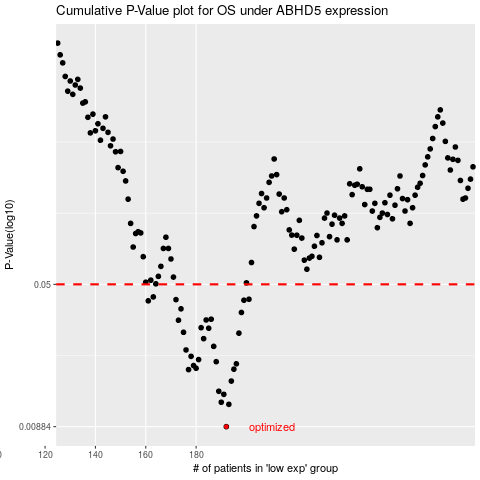 Cumulative P-Value plot for OS under ABHD5 expression
P-Value(log10)
0.05
0.00884
optimized
0 120 140 160 180
# of patients in 'low exp' group